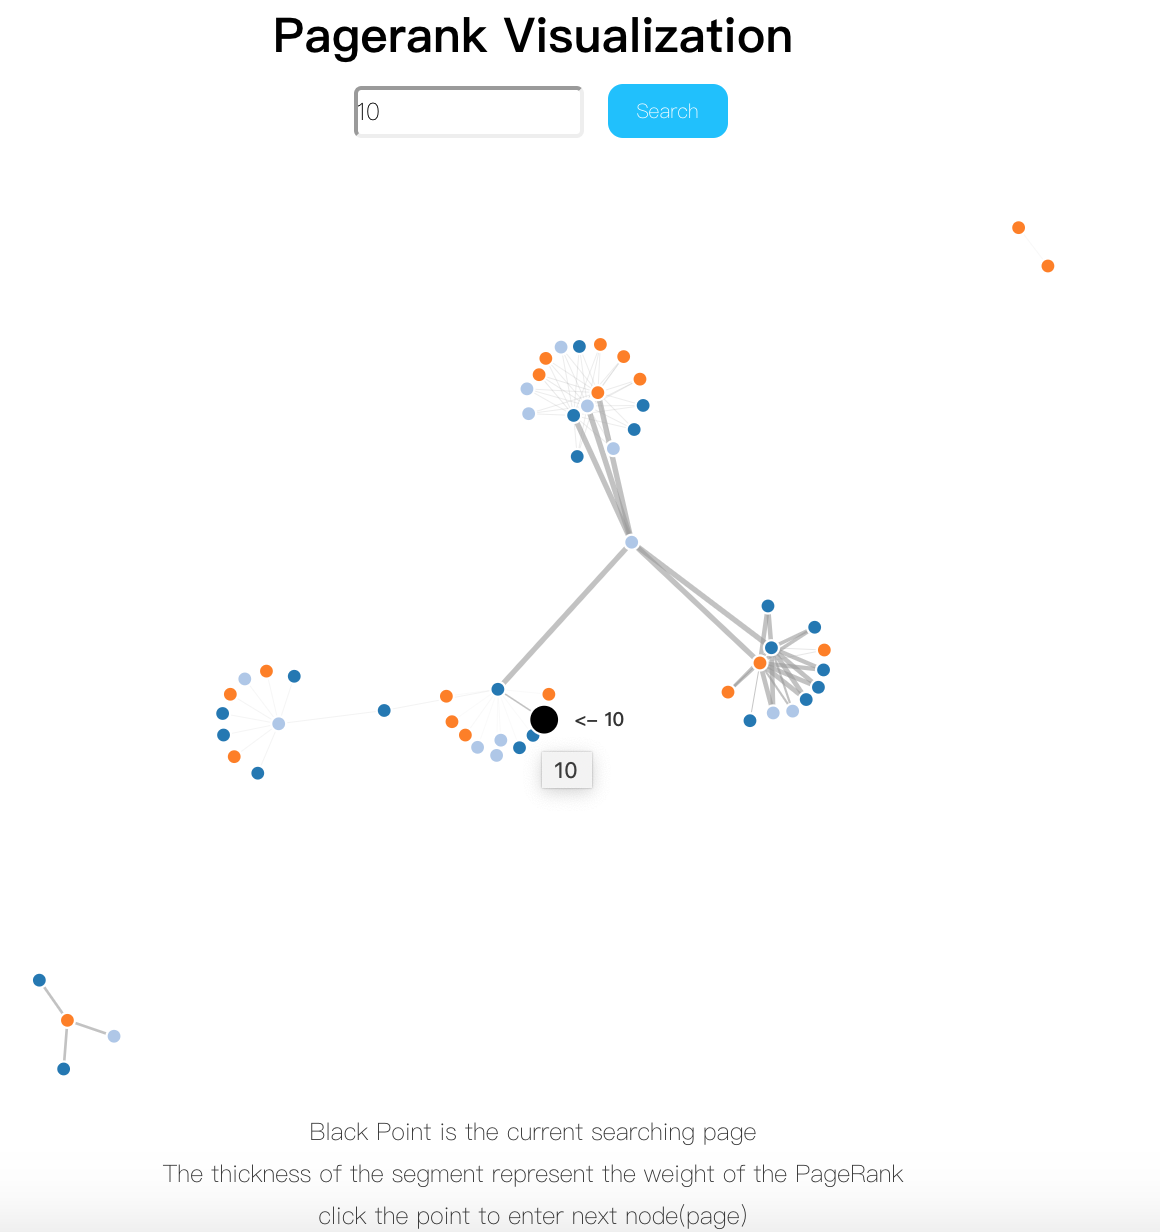 Pagerank Visualization
10
Search
<- 10
10
Black Point is the current searching page
The thickness of the segment represent the weight of the PageRank
click the point to enter next node(page)